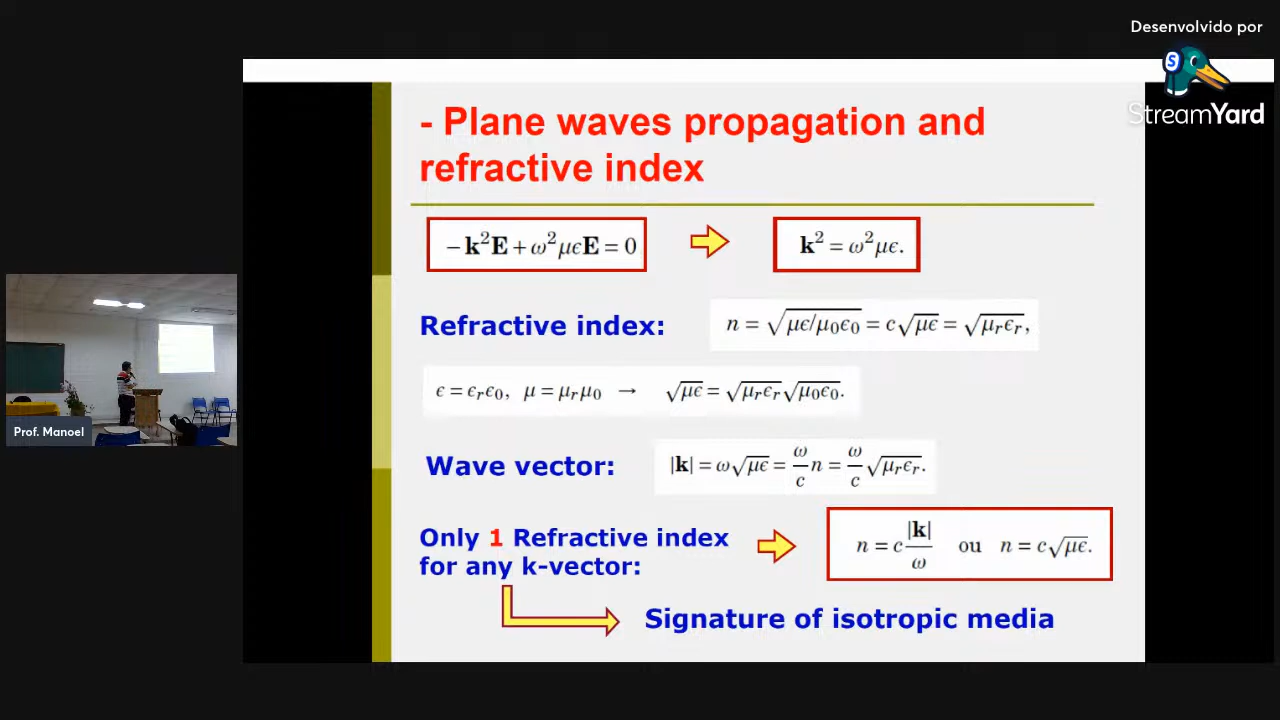 Desenvolvido por
StreamYard
- Plane waves propagation and
refractive index
−k²E + ω²μϵE = 0
k² = ω²μϵ.
Refractive index:
n = √(μϵ/μ₀ϵ₀) = c√(μϵ) = √(μᵣϵᵣ),
ϵ = ϵᵣϵ₀, μ = μᵣμ₀ → √(μϵ) = √(μᵣϵᵣ)√(μ₀ϵ₀).
Prof. Manoel
Wave vector:
|k| = ω√(μϵ) = ω/c n = ω/c √(μᵣϵᵣ).
Only 1 Refractive index
for any k-vector:
n = c |k|/ω ou n = c√(μϵ).
Signature of isotropic media